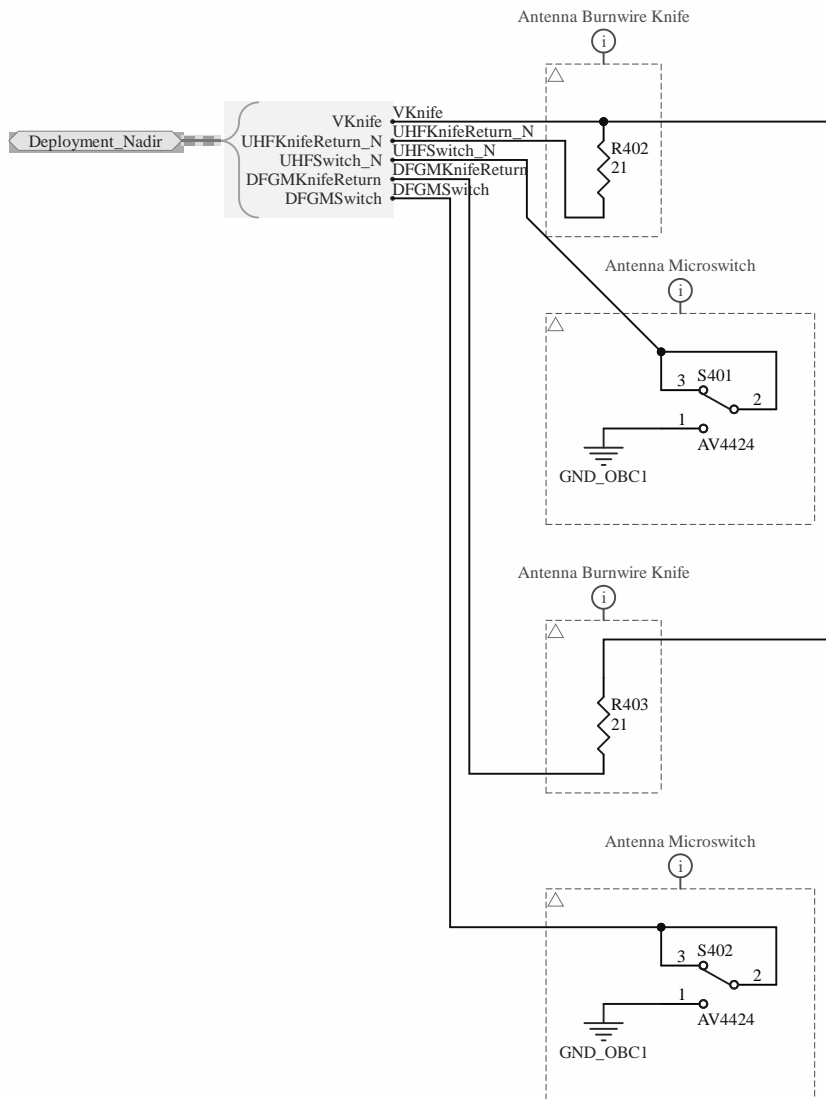 Antenna Burnwire Knife
i
Deployment_Nadir
VKnife
UHFKnifeReturn_N
UHFSwitch_N
DFGMKnifeReturn
DFGMSwitch
VKnife
UHFKnifeReturn_N
UHFSwitch_N
DFGMKnifeReturn
DFGMSwitch
R402
21
Antenna Microswitch
i
S401
3
2
1
AV4424
GND_OBC1
Antenna Burnwire Knife
i
R403
21
Antenna Microswitch
i
S402
3
2
1
AV4424
GND_OBC1